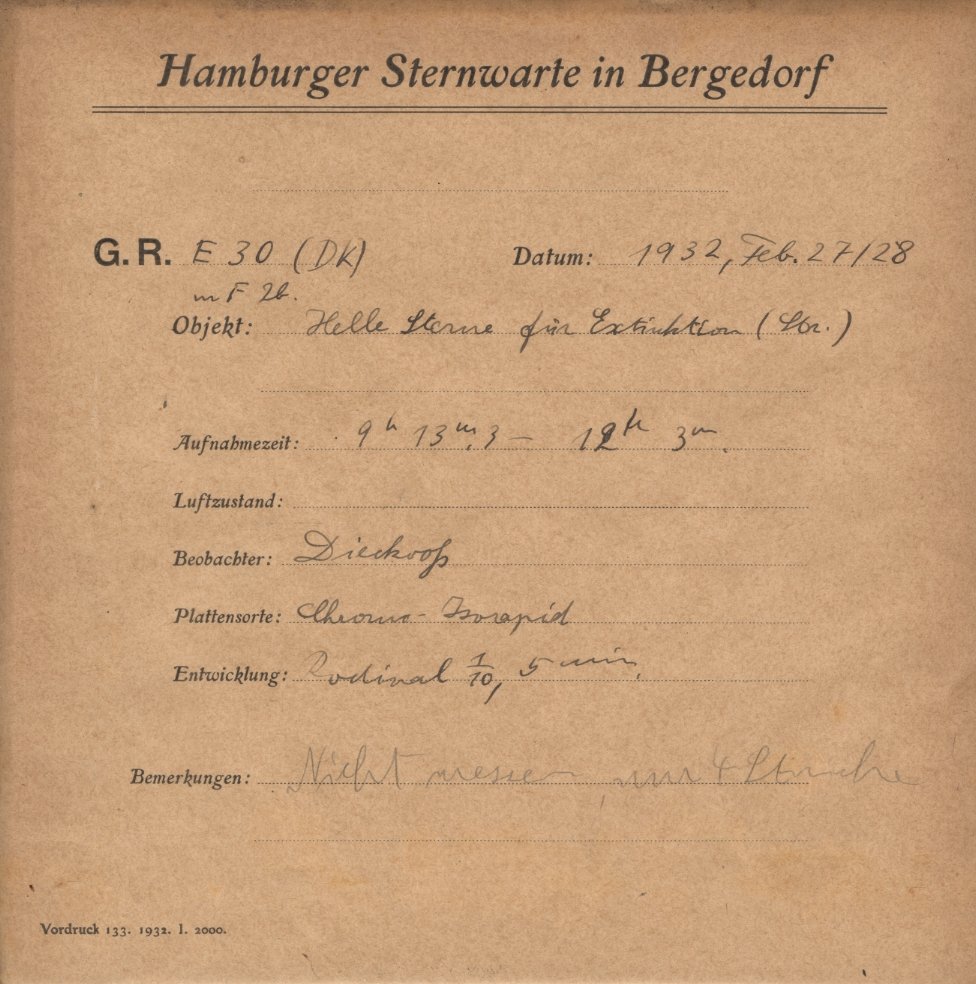 Hamburger Sternwarte in Bergedorf
G. R. E 30 (DK) Datum: 1932, Feb. 27/28
m F 2b.
Objekt: Helle Sterne für Extinktion (Str.)
Aufnahmezeit: 9h 13m,3 – 12h 3m.
Luftzustand:
Beobachter: Dieckvoß
Plattensorte: Chromo-Isorapid
Entwicklung: Rodinal 1/10, 5 min.
Bemerkungen: Nicht messen nur 4 Striche
Vordruck 133. 1932. I. 2000.